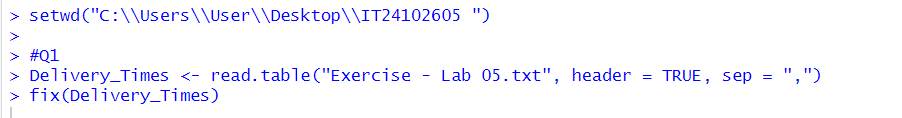 > setwd("C:\\Users\\User\\Desktop\\IT24102605 ")
>
> #Q1
> Delivery_Times <- read.table("Exercise - Lab 05.txt", header = TRUE, sep = ",")
> fix(Delivery_Times)